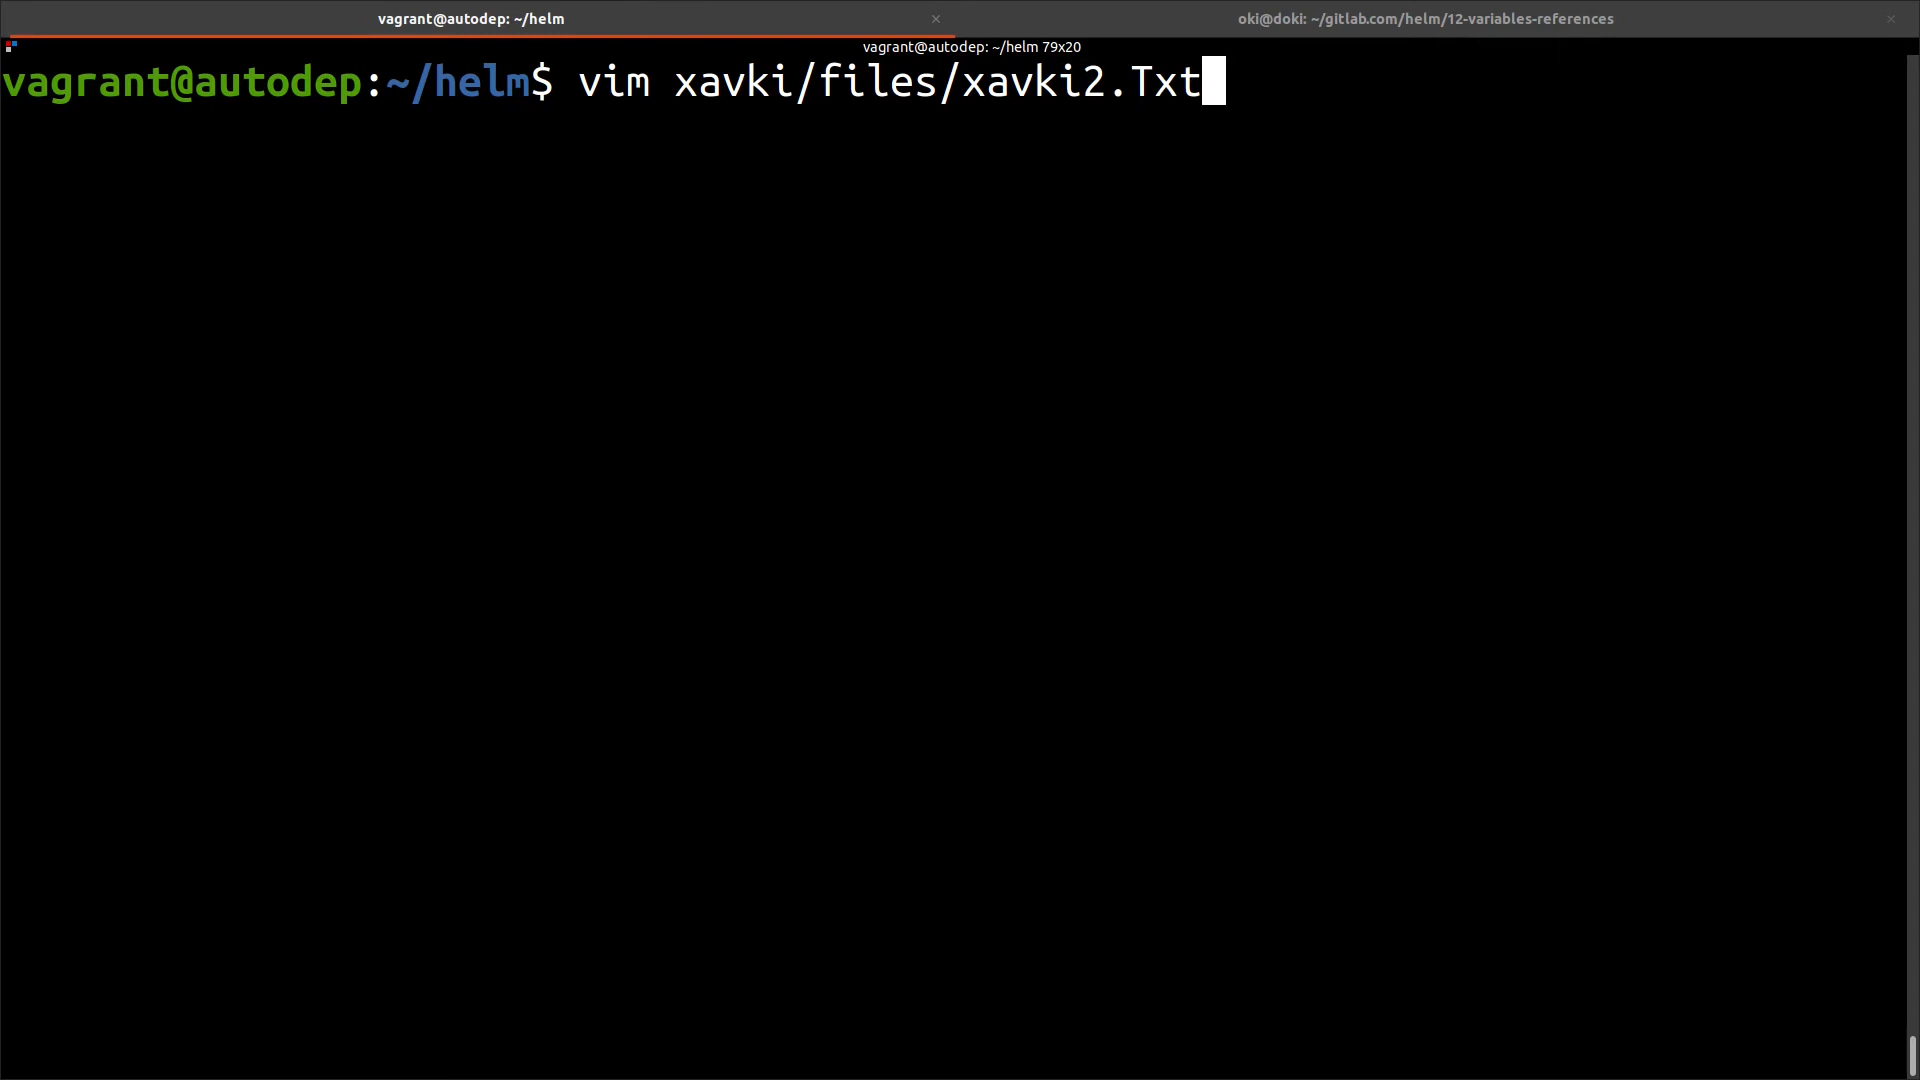 vagrant@autodep: ~/helm × oki@doki: ~/gitlab.com/helm/12-variables-references ×
vagrant@autodep: ~/helm 79x20
vagrant@autodep:~/helm$ vim xavki/files/xavki2.Txt